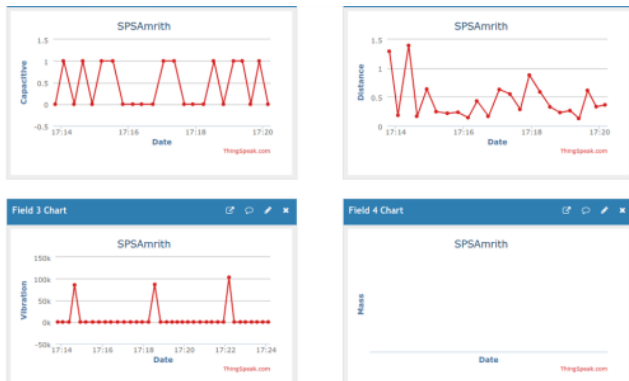 SPSAmrith
1.5
1
0.5
0
-0.5
Capacitive
17:14 17:16 17:18 17:20
Date
ThingSpeak.com
SPSAmrith
1.5
1
0.5
0
Distance
17:14 17:16 17:18 17:20
Date
ThingSpeak.com
Field 3 Chart
SPSAmrith
150k
100k
50k
0k
-50k
Vibration
17:14 17:16 17:18 17:20 17:22 17:24
Date
ThingSpeak.com
Field 4 Chart
SPSAmrith
Mass
Date
ThingSpeak.com